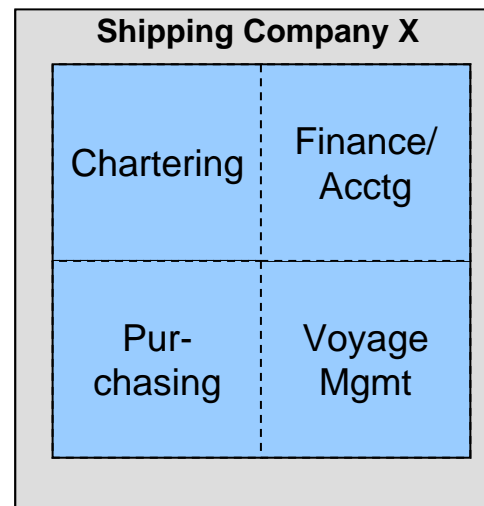 Shipping Company X
Chartering
Finance/
Acctg
Pur-
chasing
Voyage
Mgmt